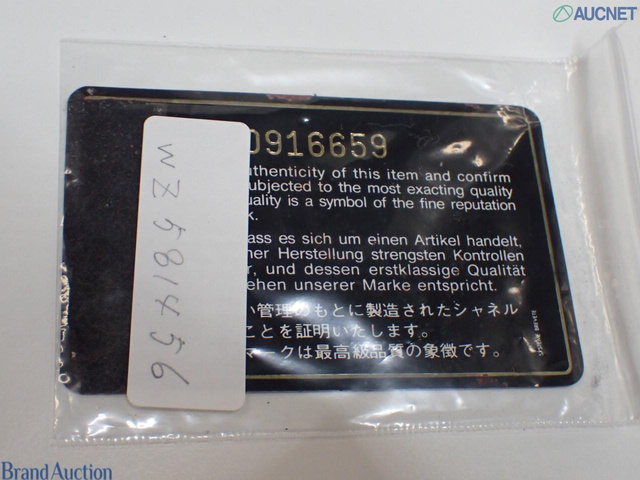 AUCNET
0916659
uthenticity of this item and confirm
ubjected to the most exacting quality
uality is a symbol of the fine reputation
k.
ass es sich um einen Artikel handelt,
ner Herstellung strengsten Kontrollen
r, und dessen erstklassige Qualität
ehen unserer Marke entspricht.
い管理のもとに製造されたシャネル
ことを証明いたします。
マークは最高級品質の象徴です。
SYSTEME BREVETE
WZ581456
Brand Auction